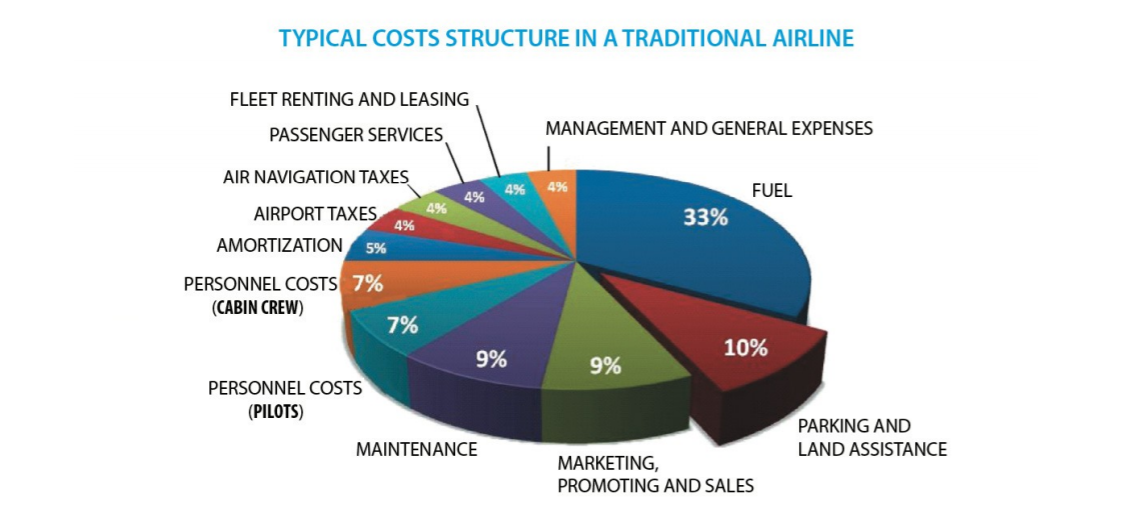 TYPICAL COSTS STRUCTURE IN A TRADITIONAL AIRLINE
FLEET RENTING AND LEASING
PASSENGER SERVICES
MANAGEMENT AND GENERAL EXPENSES
AIR NAVIGATION TAXES
AIRPORT TAXES
AMORTIZATION
PERSONNEL COSTS
(CABIN CREW)
PERSONNEL COSTS
(PILOTS)
MAINTENANCE
MARKETING,
PROMOTING AND SALES
PARKING AND
LAND ASSISTANCE
FUEL
33%
10%
9%
9%
7%
7%
5%
4%
4%
4%
4%
4%